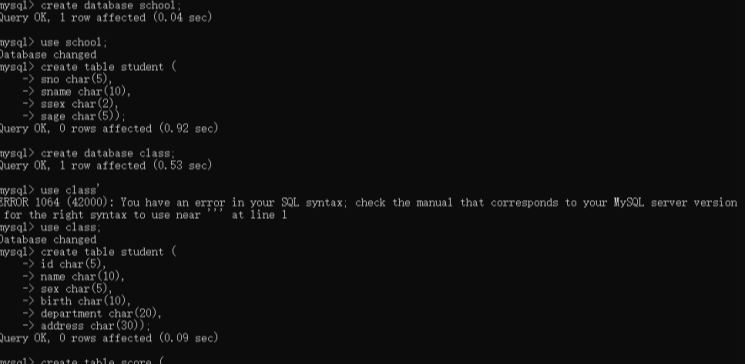 mysql> create database school;
Query OK, 1 row affected (0.04 sec)
mysql> use school;
Database changed
mysql> create table student (
-> sno char(5),
-> sname char(10),
-> ssex char(2),
-> sage char(5));
Query OK, 0 rows affected (0.92 sec)
mysql> create database class;
Query OK, 1 row affected (0.53 sec)
mysql> use class'
ERROR 1064 (42000): You have an error in your SQL syntax; check the manual that corresponds to your MySQL server version
for the right syntax to use near ''' at line 1
mysql> use class;
Database changed
mysql> create table student (
-> id char(5),
-> name char(10),
-> sex char(5),
-> birth char(10),
-> department char(20),
-> address char(30));
Query OK, 0 rows affected (0.09 sec)
mysql> create table score (